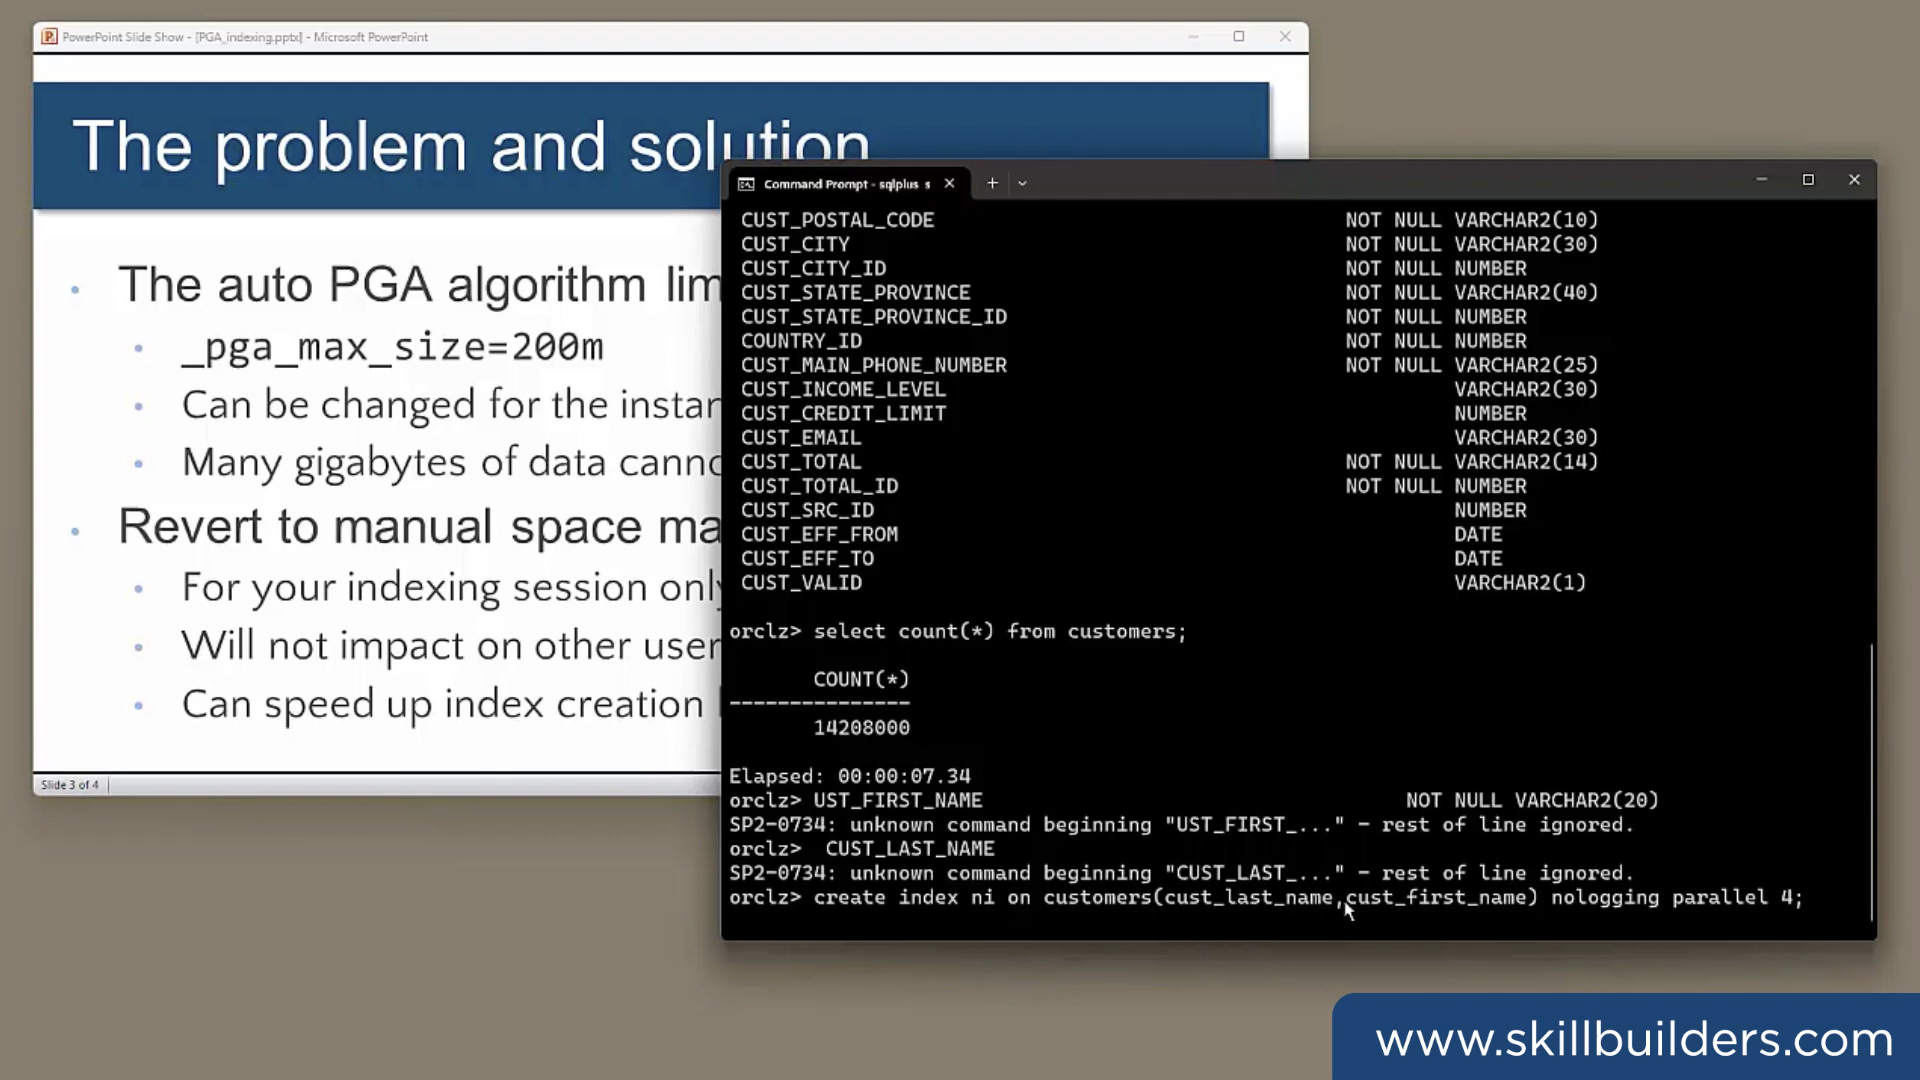 PowerPoint Slide Show - [PGA_indexing.pptx] - Microsoft PowerPoint
The problem and solution
• The auto PGA algorithm lim
• _pga_max_size=200m
• Can be changed for the instan
• Many gigabytes of data canno
• Revert to manual space ma
• For your indexing session only
• Will not impact on other user
• Can speed up index creation
Slide 3 of 4
Command Prompt - sqlplus s
CUST_POSTAL_CODE NOT NULL VARCHAR2(10)
CUST_CITY NOT NULL VARCHAR2(30)
CUST_CITY_ID NOT NULL NUMBER
CUST_STATE_PROVINCE NOT NULL VARCHAR2(40)
CUST_STATE_PROVINCE_ID NOT NULL NUMBER
COUNTRY_ID NOT NULL NUMBER
CUST_MAIN_PHONE_NUMBER NOT NULL VARCHAR2(25)
CUST_INCOME_LEVEL VARCHAR2(30)
CUST_CREDIT_LIMIT NUMBER
CUST_EMAIL VARCHAR2(30)
CUST_TOTAL NOT NULL VARCHAR2(14)
CUST_TOTAL_ID NOT NULL NUMBER
CUST_SRC_ID NUMBER
CUST_EFF_FROM DATE
CUST_EFF_TO DATE
CUST_VALID VARCHAR2(1)
orclz> select count(*) from customers;
COUNT(*)
---------------
14208000
Elapsed: 00:00:07.34
orclz> UST_FIRST_NAME NOT NULL VARCHAR2(20)
SP2-0734: unknown command beginning "UST_FIRST_..." - rest of line ignored.
orclz> CUST_LAST_NAME
SP2-0734: unknown command beginning "CUST_LAST_..." - rest of line ignored.
orclz> create index ni on customers(cust_last_name,cust_first_name) nologging parallel 4;
www.skillbuilders.com